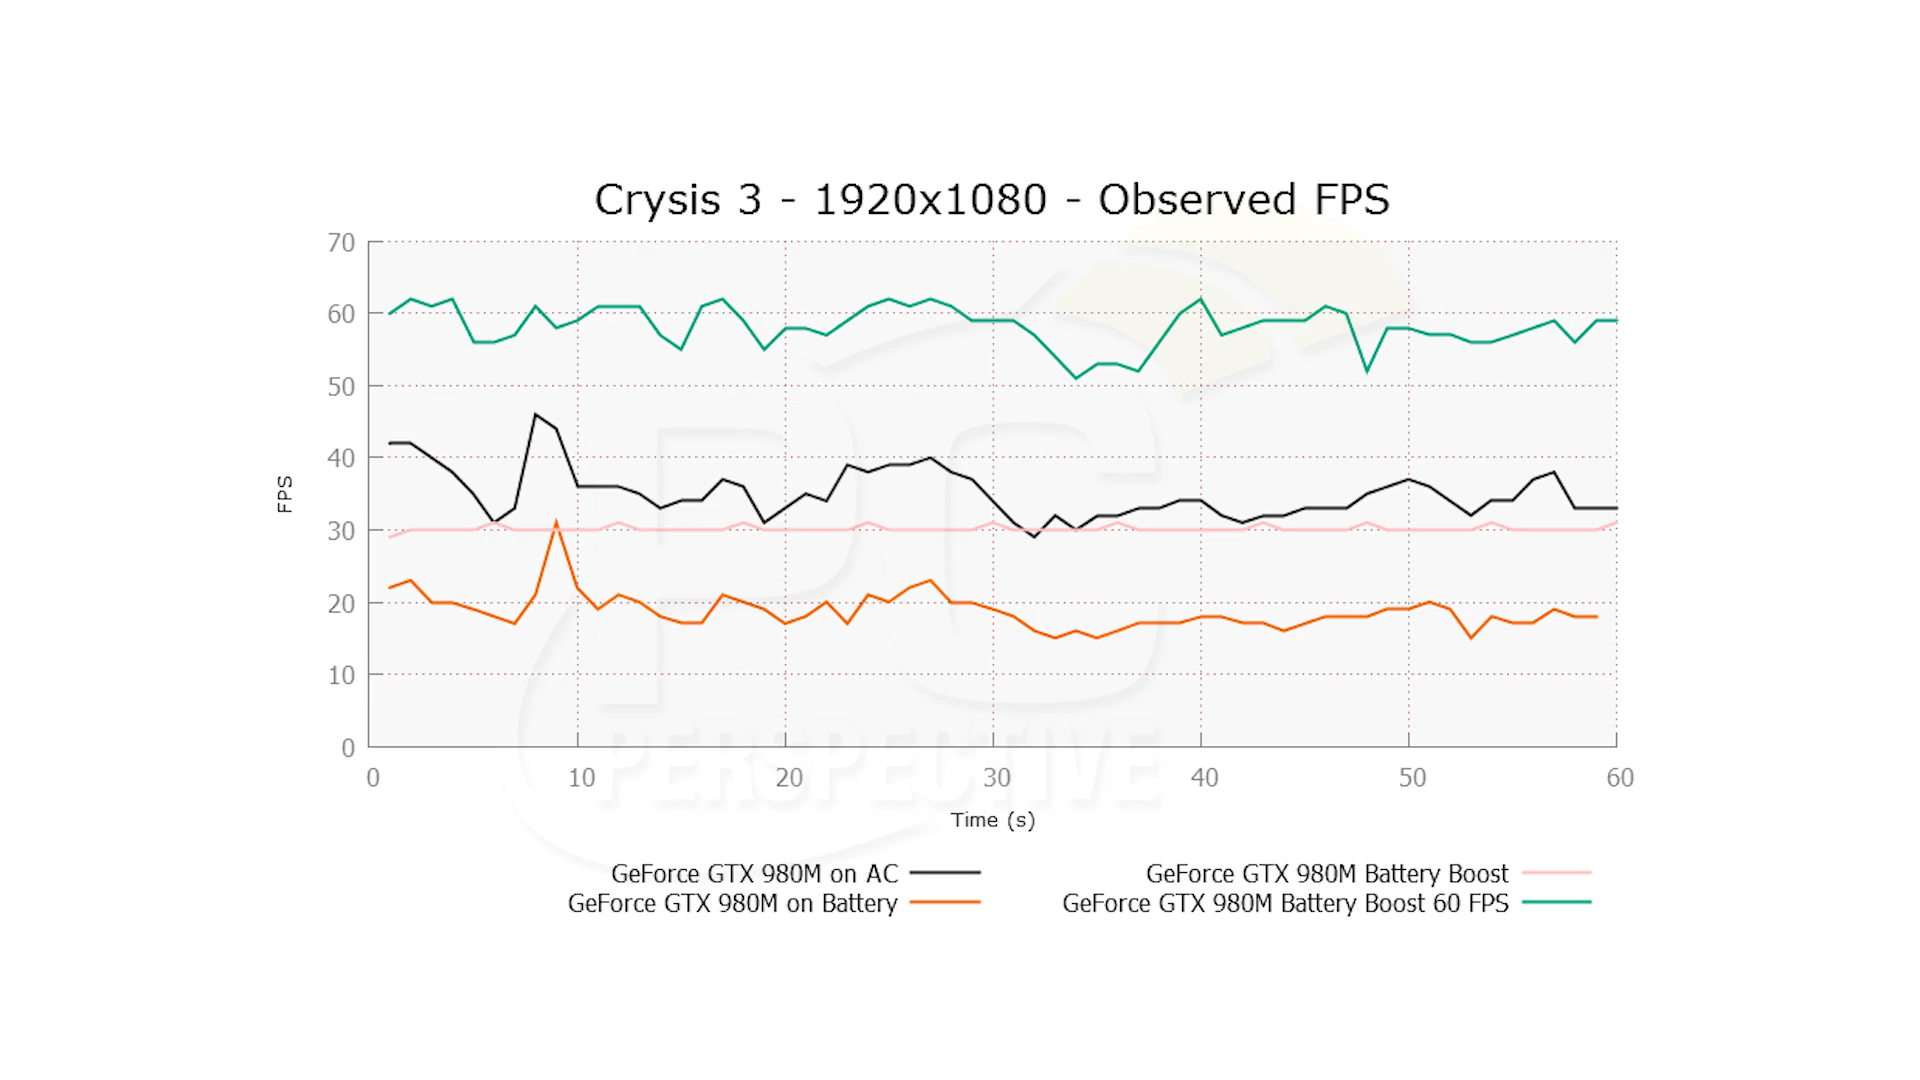 Crysis 3 - 1920x1080 - Observed FPS
70
60
50
40
30
20
10
0
FPS
0 10 20 30 40 50 60
Time (s)
PC
PERSPECTIVE
GeForce GTX 980M on AC
GeForce GTX 980M on Battery
GeForce GTX 980M Battery Boost
GeForce GTX 980M Battery Boost 60 FPS